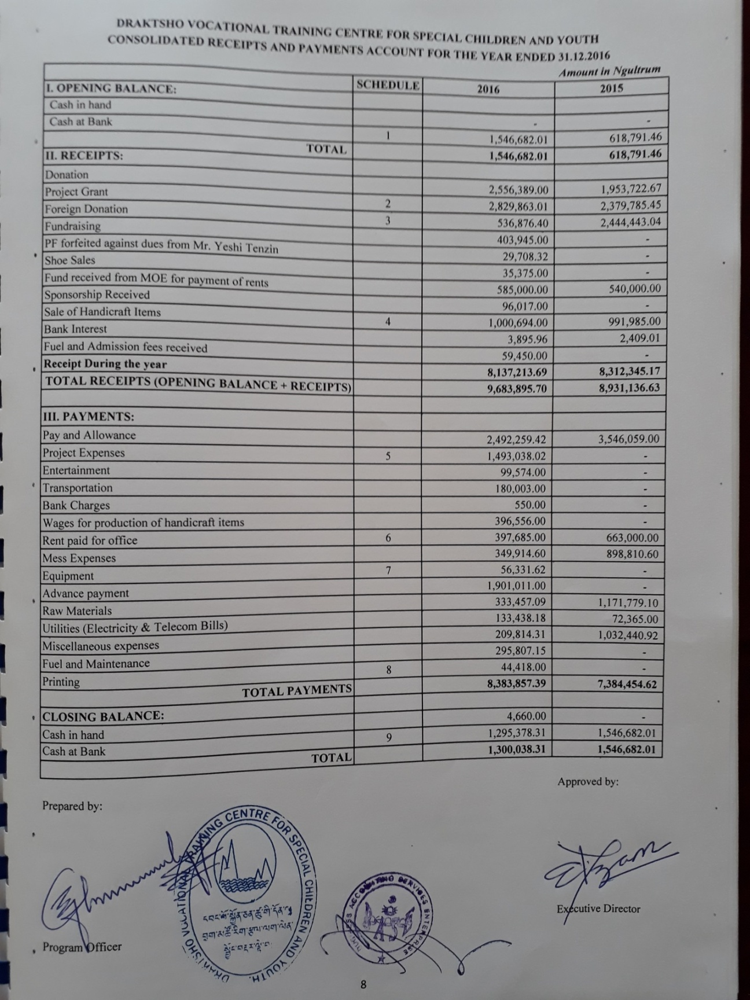 DRAKTSHO VOCATIONAL TRAINING CENTRE FOR SPECIAL CHILDREN AND YOUTH
CONSOLIDATED RECEIPTS AND PAYMENTS ACCOUNT FOR THE YEAR ENDED 31.12.2016
Amount in Ngultrum
SCHEDULE 2016 2015
I. OPENING BALANCE:
Cash in hand - -
Cash at Bank 1 1,546,682.01 618,791.46
TOTAL 1,546,682.01 618,791.46
II. RECEIPTS:
Donation 2,556,389.00 1,953,722.67
Project Grant 2 2,829,863.01 2,379,785.45
Foreign Donation 3 536,876.40 2,444,443.04
Fundraising 403,945.00 -
PF forfeited against dues from Mr. Yeshi Tenzin 29,708.32 -
Shoe Sales 35,375.00 -
Fund received from MOE for payment of rents 585,000.00 540,000.00
Sponsorship Received 96,017.00 -
Sale of Handicraft Items 4 1,000,694.00 991,985.00
Bank Interest 3,895.96 2,409.01
Fuel and Admission fees received 59,450.00 -
Receipt During the year 8,137,213.69 8,312,345.17
TOTAL RECEIPTS (OPENING BALANCE + RECEIPTS) 9,683,895.70 8,931,136.63
III. PAYMENTS:
Pay and Allowance 2,492,259.42 3,546,059.00
Project Expenses 5 1,493,038.02 -
Entertainment 99,574.00 -
Transportation 180,003.00 -
Bank Charges 550.00 -
Wages for production of handicraft items 396,556.00 -
Rent paid for office 6 397,685.00 663,000.00
Mess Expenses 349,914.60 898,810.60
Equipment 7 56,331.62 -
Advance payment 1,901,011.00 -
Raw Materials 333,457.09 1,171,779.10
Utilities (Electricity & Telecom Bills) 133,438.18 72,365.00
Miscellaneous expenses 209,814.31 1,032,440.92
Fuel and Maintenance 295,807.15 -
Printing 8 44,418.00 -
TOTAL PAYMENTS 8,383,857.39 7,384,454.62
CLOSING BALANCE:
Cash in hand 4,660.00 -
Cash at Bank 9 1,295,378.31 1,546,682.01
TOTAL 1,300,038.31 1,546,682.01
Approved by:
Prepared by:
DRAKTSHO VOCATIONAL TRAINING CENTRE FOR SPECIAL CHILDREN AND YOUTH.
ACCOUNTING SERVICES ENTERPRISE
Executive Director
Program Officer
8